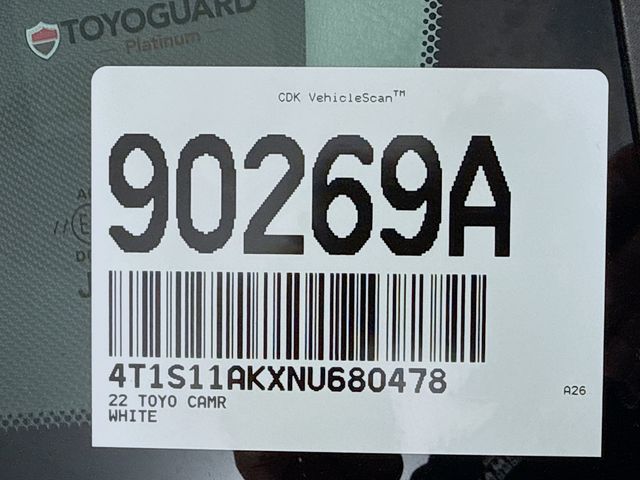 TOYOGUARD
Platinum
CDK VehicleScan™
90269A
4T1S11AKXNU680478
22 TOYO CAMR
WHITE
A26